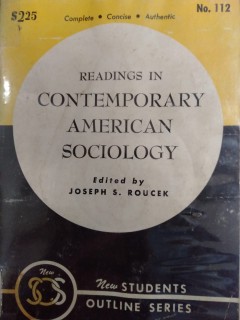 $2.25
Complete • Concise • Authentic
No. 112
READINGS IN
CONTEMPORARY
AMERICAN
SOCIOLOGY
Edited by
JOSEPH S. ROUCEK
New
SOS
New STUDENTS
OUTLINE SERIES